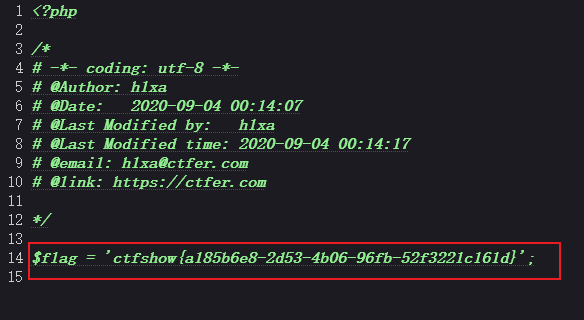 1 <?php
2
3 /*
4 # -*- coding: utf-8 -*-
5 # @Author: h1xa
6 # @Date:   2020-09-04 00:14:07
7 # @Last Modified by:   h1xa
8 # @Last Modified time: 2020-09-04 00:14:17
9 # @email: h1xa@ctfer.com
10 # @link: https://ctfer.com
11
12 */
13
14 $flag = 'ctfshow{a185b6e8-2d53-4b06-96fb-52f3221c161d}';
15